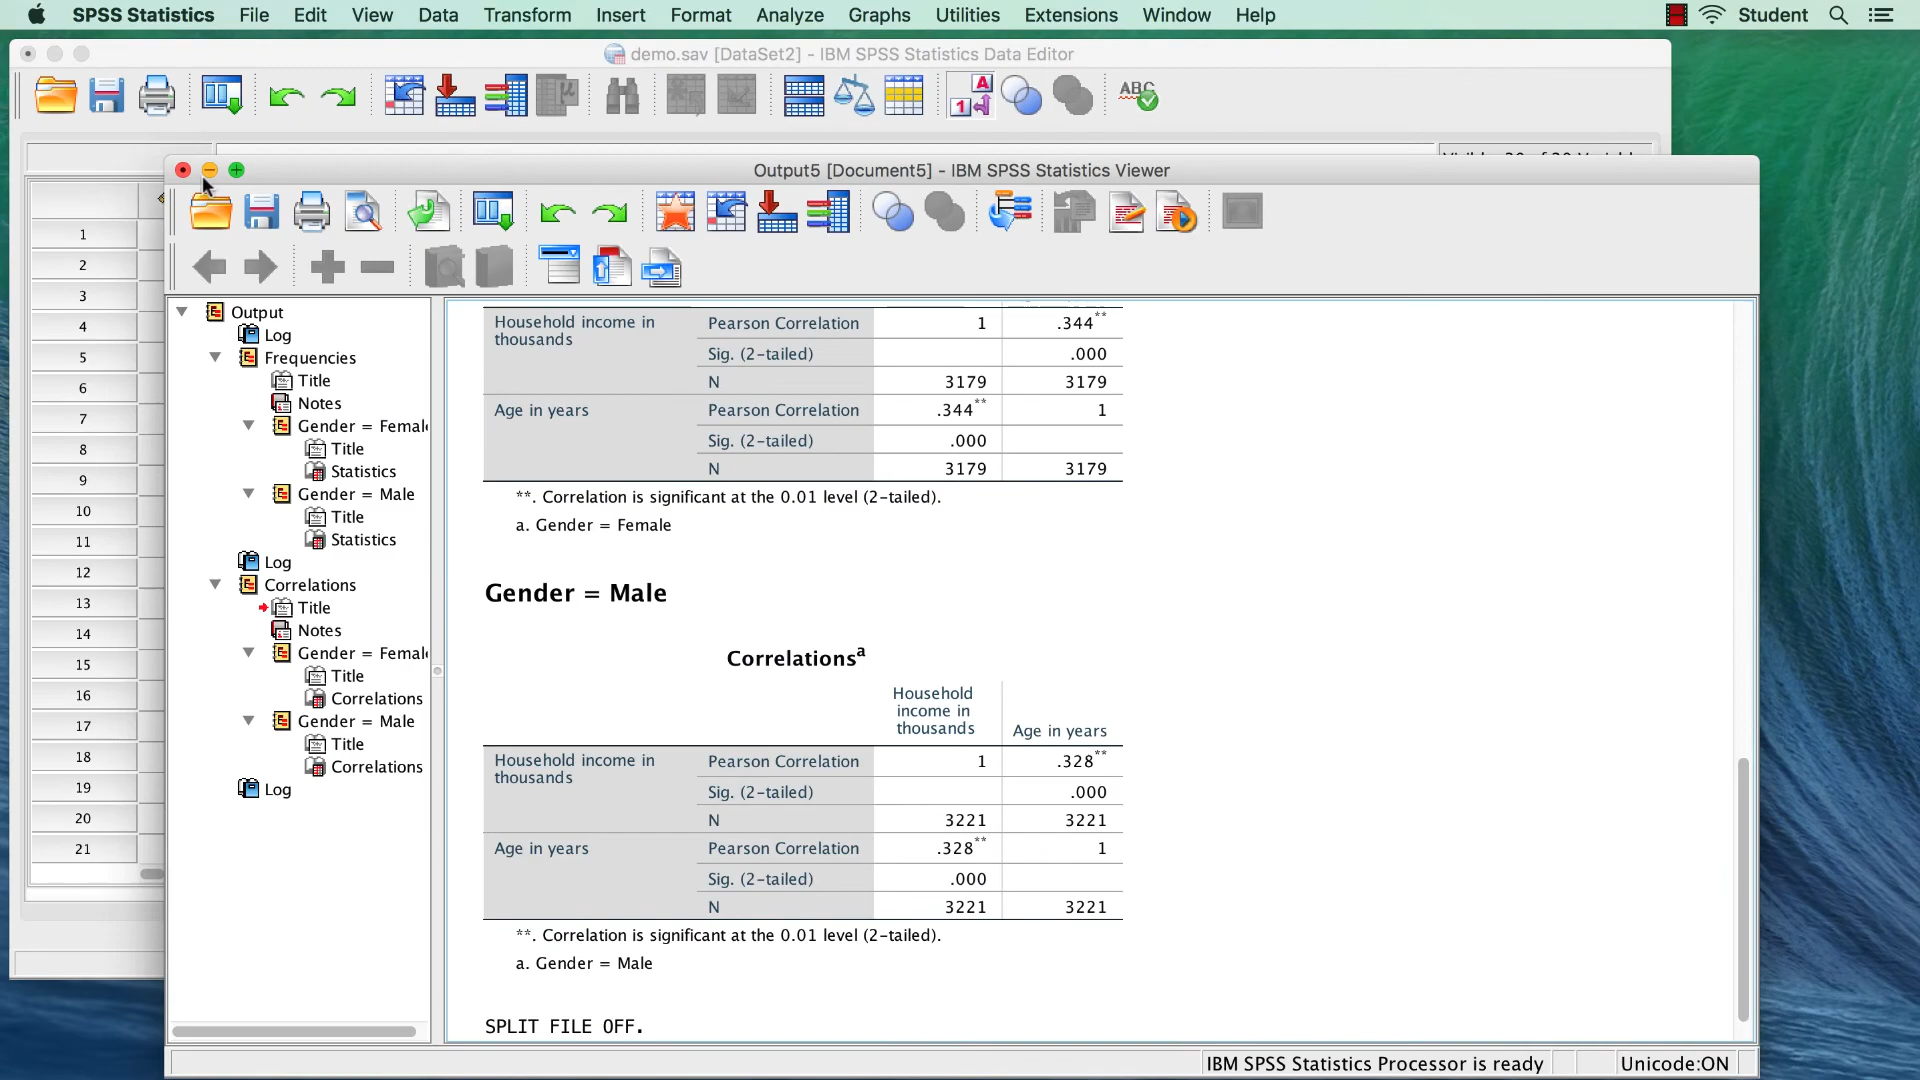 SPSS Statistics File Edit View Data Transform Insert Format Analyze Graphs Utilities Extensions Window Help Student
demo.sav [DataSet2] - IBM SPSS Statistics Data Editor
A
1
ABC
Output5 [Document5] - IBM SPSS Statistics Viewer
1
2
3
4
5
6
7
8
9
10
11
12
13
14
15
16
17
18
19
20
21
Output
Log
Frequencies
Title
Notes
Gender = Femal
Title
Statistics
Gender = Male
Title
Statistics
Log
Correlations
Title
Notes
Gender = Femal
Title
Correlations
Gender = Male
Title
Correlations
Log
Household income in thousands Pearson Correlation 1 .344**
Sig. (2-tailed) .000
N 3179 3179
Age in years Pearson Correlation .344** 1
Sig. (2-tailed) .000
N 3179 3179
**. Correlation is significant at the 0.01 level (2-tailed).
a. Gender = Female
Gender = Male
Correlationsa
Household
income in
thousands Age in years
Household income in thousands Pearson Correlation 1 .328**
Sig. (2-tailed) .000
N 3221 3221
Age in years Pearson Correlation .328** 1
Sig. (2-tailed) .000
N 3221 3221
**. Correlation is significant at the 0.01 level (2-tailed).
a. Gender = Male
SPLIT FILE OFF.
IBM SPSS Statistics Processor is ready Unicode:ON